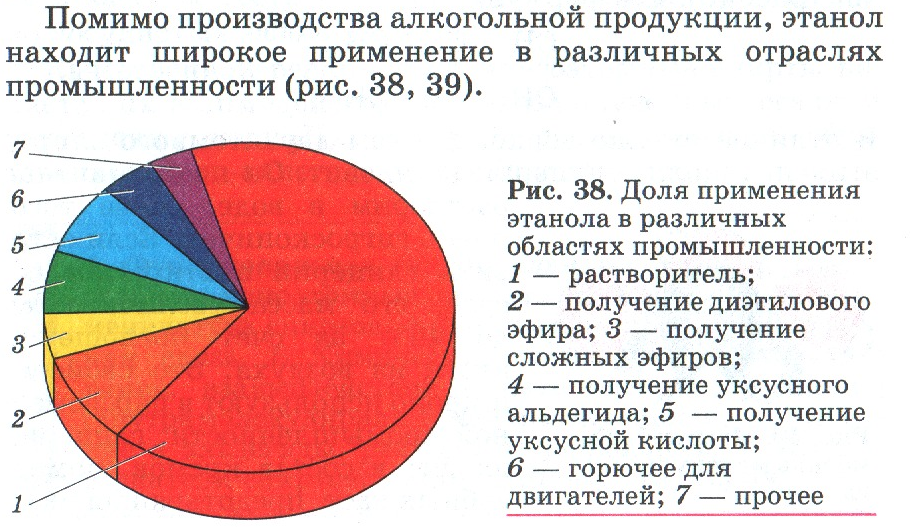 Помимо производства алкогольной продукции, этанол
находит широкое применение в различных отраслях
промышленности (рис. 38, 39).
7
6
5
4
3
2
1
Рис. 38. Доля применения
этанола в различных
областях промышленности:
1 — растворитель;
2 — получение диэтилового
эфира; 3 — получение
сложных эфиров;
4 — получение уксусного
альдегида; 5 — получение
уксусной кислоты;
6 — горючее для
двигателей; 7 — прочее